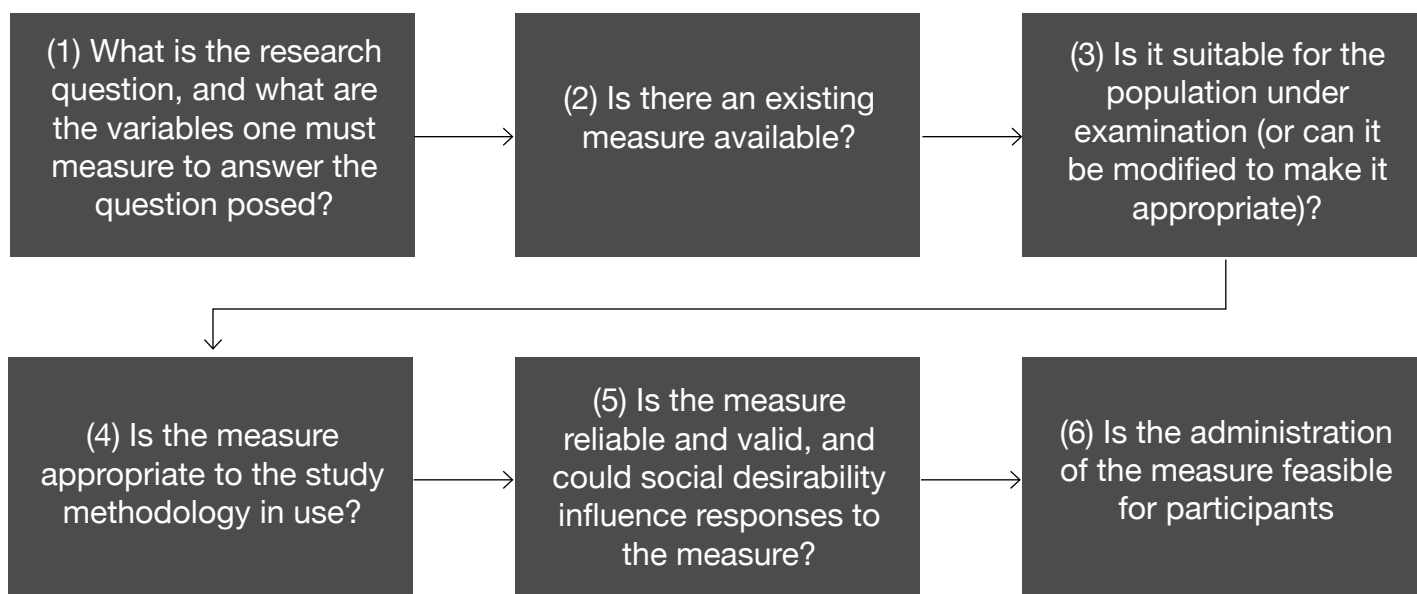 (1) What is the research
question, and what are
the variables one must
measure to answer the
question posed?
(2) Is there an existing
measure available?
(3) Is it suitable for the
population under
examination (or can it
be modified to make it
appropriate)?
(4) Is the measure
appropriate to the study
methodology in use?
(5) Is the measure
reliable and valid, and
could social desirability
influence responses to
the measure?
(6) Is the administration
of the measure feasible
for participants